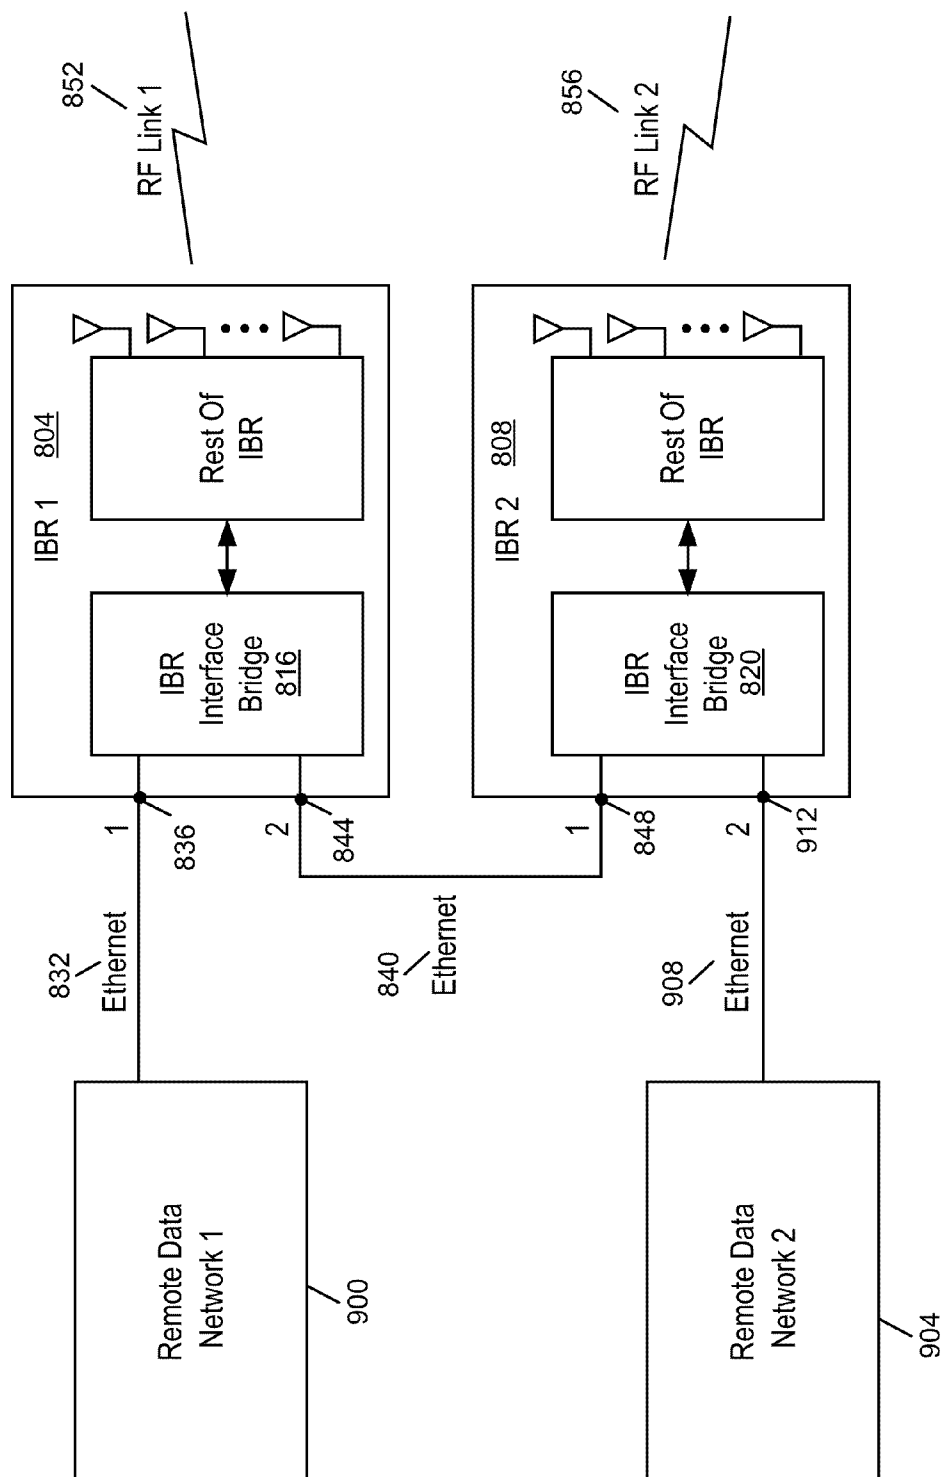 852
RF Link 1
856
RF Link 2
IBR 1
804
Rest Of
IBR
IBR
Interface
Bridge
816
IBR 2
808
Rest Of
IBR
IBR
Interface
Bridge
820
1
836
2
844
1
848
2
912
832
Ethernet
840
Ethernet
908
Ethernet
Remote Data
Network 1
900
Remote Data
Network 2
904